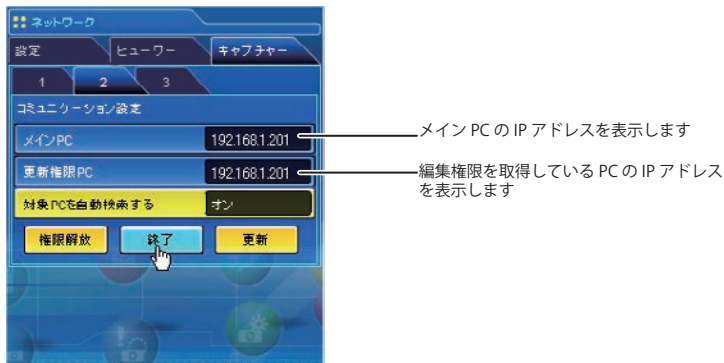 ネットワーク
設定 ビューワー キャプチャー
1 2 3
コミュニケーション設定
メインPC 192.168.1.201
メイン PC の IP アドレスを表示します
更新権限PC 192.168.1.201
編集権限を取得している PC の IP アドレス
を表示します
対象PCを自動検索する オン
権限解放 終了 更新